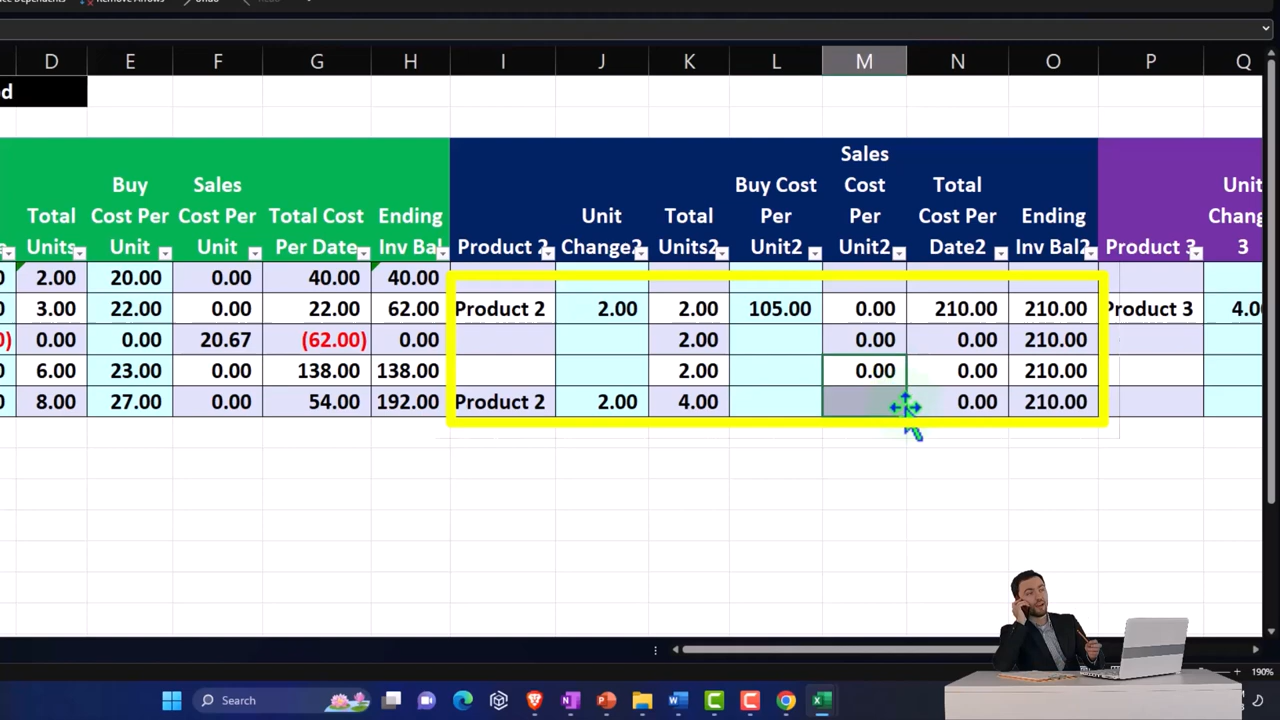 Undo
D E F G H I J K L M N O P Q
d
Total Units
Buy Cost Per Unit
Sales Cost Per Unit
Total Cost Per Date
Ending Inv Bal
Product 2
Unit Change2
Total Units2
Buy Cost Per Unit2
Sales Cost Per Unit2
Total Cost Per Date2
Ending Inv Bal2
Product 3
Unit Chang 3
2.00 20.00 0.00 40.00 40.00
3.00 22.00 0.00 22.00 62.00 Product 2 2.00 2.00 105.00 0.00 210.00 210.00 Product 3 4.00
0.00 0.00 20.67 (62.00) 0.00 2.00 0.00 0.00 210.00
6.00 23.00 0.00 138.00 138.00 2.00 0.00 0.00 210.00
8.00 27.00 0.00 54.00 192.00 Product 2 2.00 4.00 0.00 210.00
190%
Search